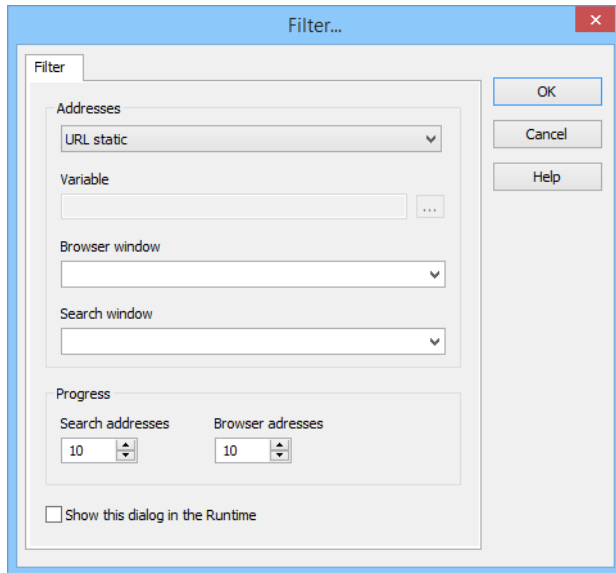 Filter...
Filter
OK
Addresses
URL static
Cancel
Variable
Help
...
Browser window
Search window
Progress
Search addresses Browser adresses
10 10
Show this dialog in the Runtime